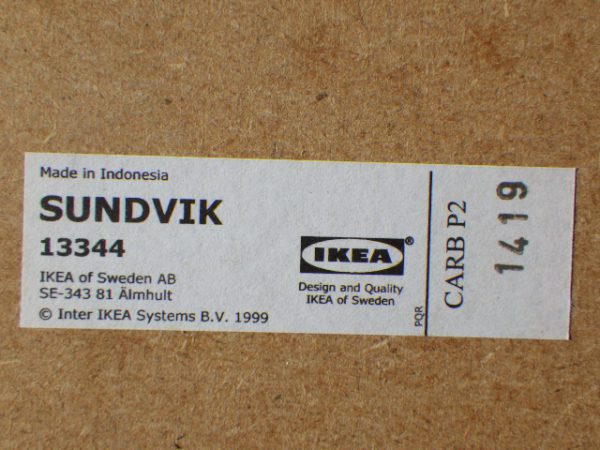 Made in Indonesia
SUNDVIK
13344
IKEA of Sweden AB
SE-343 81 Älmhult
© Inter IKEA Systems B.V. 1999
IKEA®
Design and Quality
IKEA of Sweden
PQR
CARB P2
1419